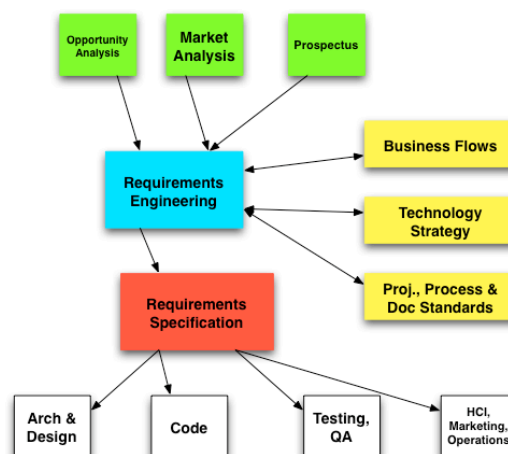 Opportunity
Analysis
Market
Analysis
Prospectus
Business Flows
Requirements
Engineering
Technology
Strategy
Proj., Process &
Doc Standards
Requirements
Specification
Arch &
Design
Code
Testing,
QA
HCI,
Marketing,
Operations